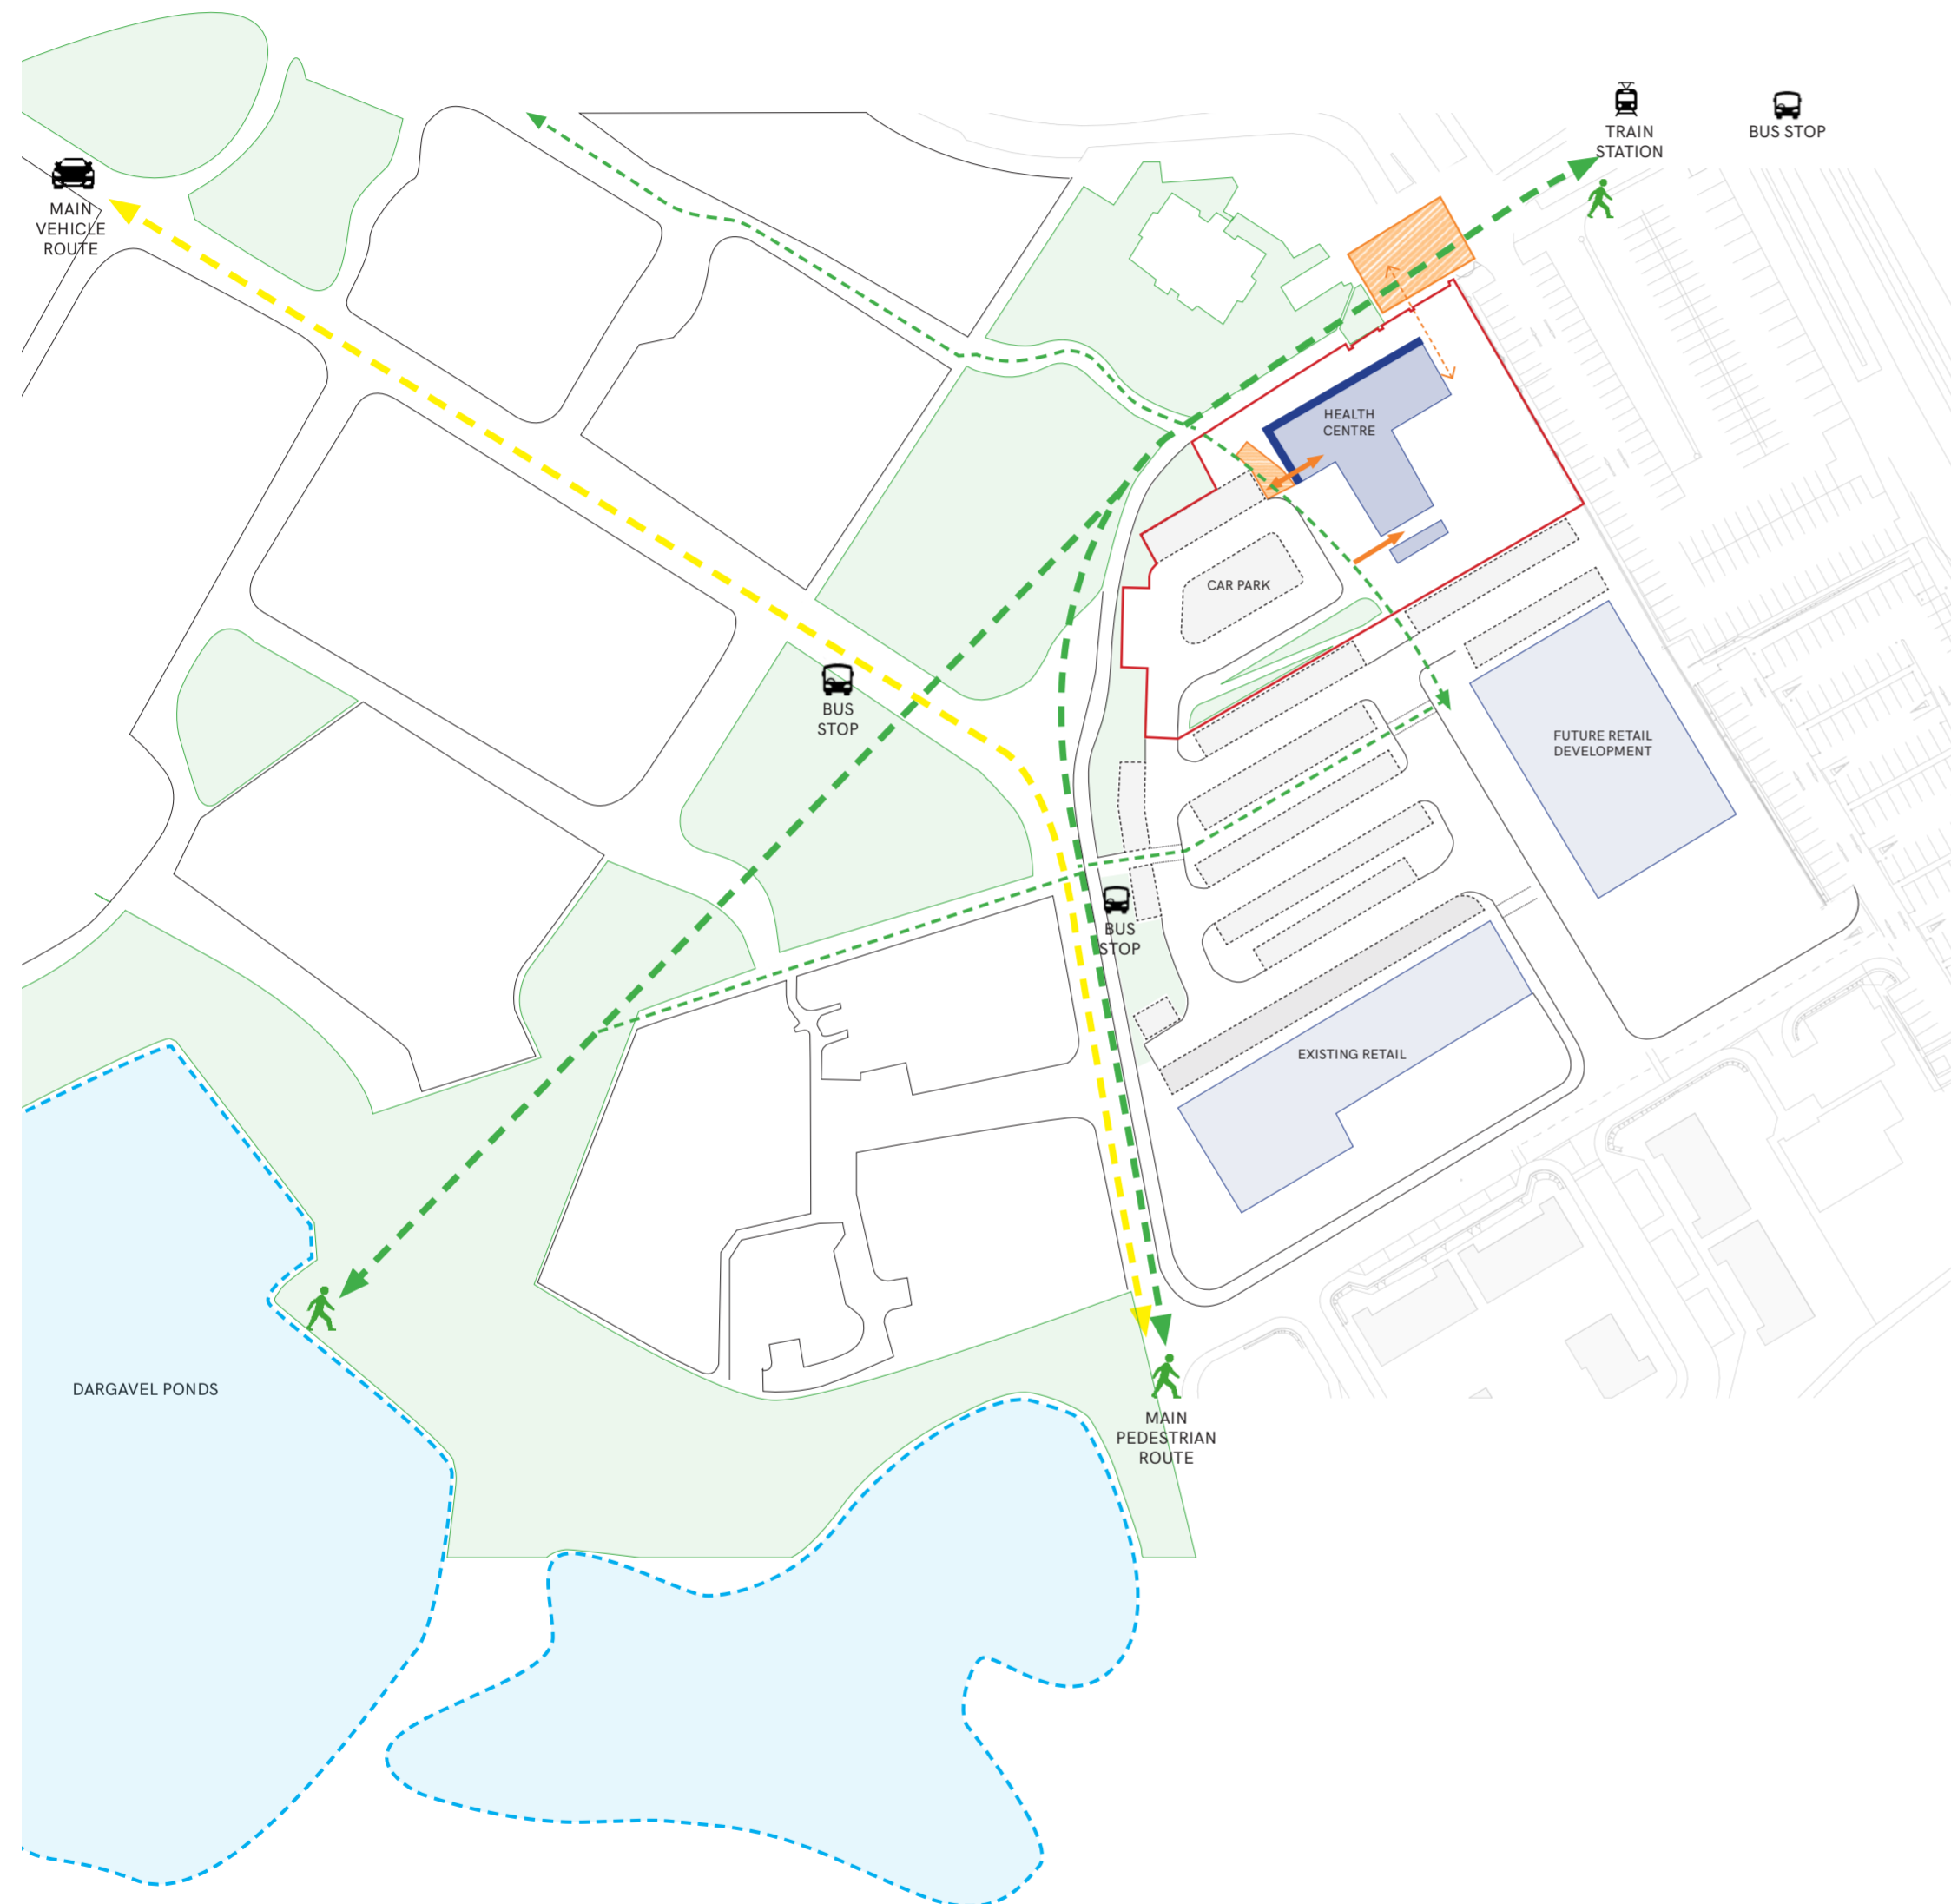 TRAIN
STATION
BUS STOP
MAIN
VEHICLE
ROUTE
HEALTH
CENTRE
CAR PARK
BUS
STOP
FUTURE RETAIL
DEVELOPMENT
BUS
STOP
EXISTING RETAIL
DARGAVEL PONDS
MAIN
PEDESTRIAN
ROUTE